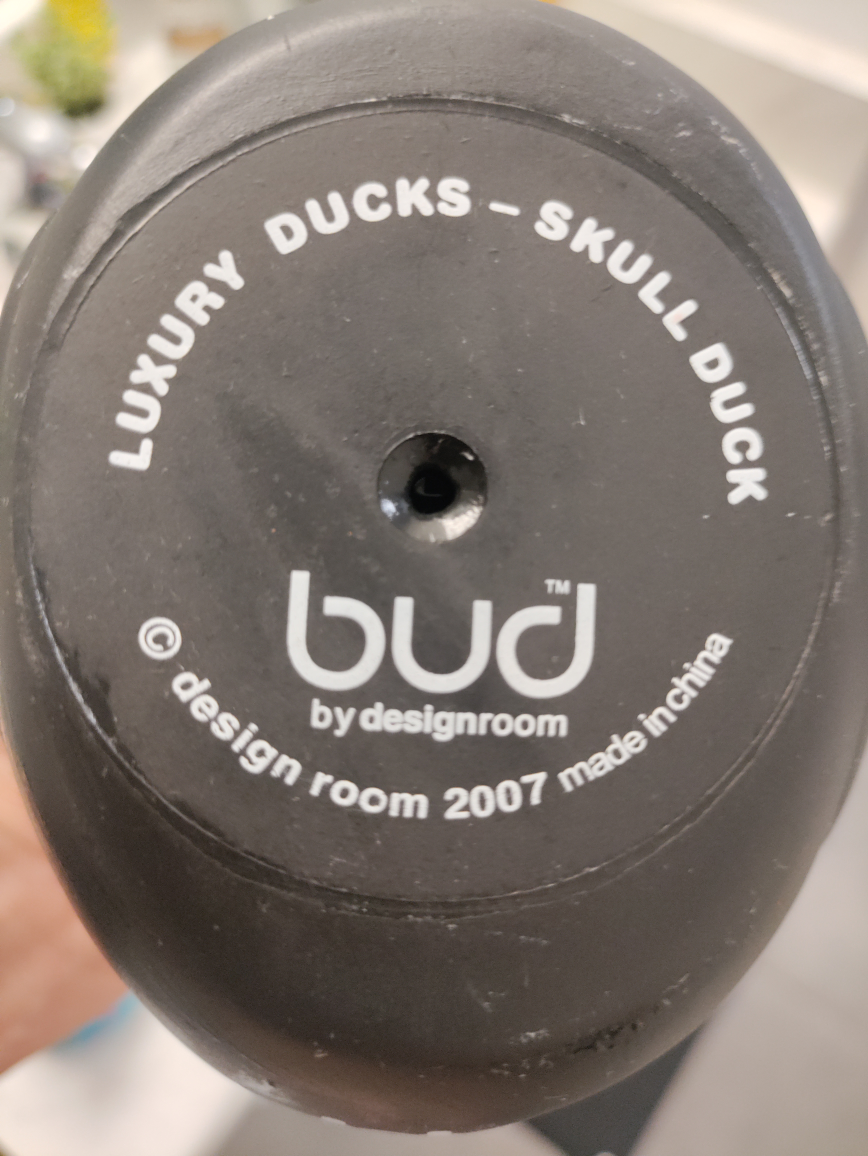 LUXURY DUCKS – SKULL DUCK
bud™
by designroom
© design room 2007 made in china